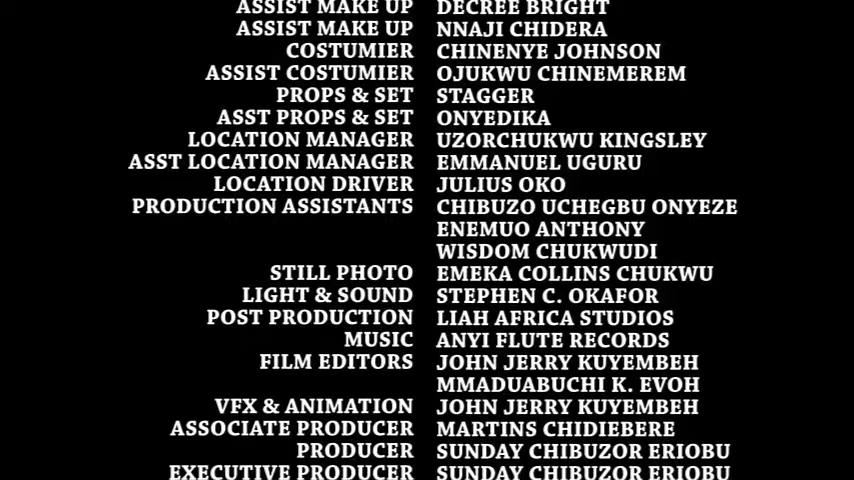 ASSIST MAKE UP DECREE BRIGHT
ASSIST MAKE UP NNAJI CHIDERA
COSTUMIER CHINENYE JOHNSON
ASSIST COSTUMIER OJUKWU CHINEMEREM
PROPS & SET STAGGER
ASST PROPS & SET ONYEDIKA
LOCATION MANAGER UZORCHUKWU KINGSLEY
ASST LOCATION MANAGER EMMANUEL UGURU
LOCATION DRIVER JULIUS OKO
PRODUCTION ASSISTANTS CHIBUZO UCHEGBU ONYEZE
ENEMUO ANTHONY
WISDOM CHUKWUDI
STILL PHOTO EMEKA COLLINS CHUKWU
LIGHT & SOUND STEPHEN C. OKAFOR
POST PRODUCTION LIAH AFRICA STUDIOS
MUSIC ANYI FLUTE RECORDS
FILM EDITORS JOHN JERRY KUYEMBEH
MMADUABUCHI K. EVOH
VFX & ANIMATION JOHN JERRY KUYEMBEH
ASSOCIATE PRODUCER MARTINS CHIDIEBERE
PRODUCER SUNDAY CHIBUZOR ERIOBU
EXECUTIVE PRODUCER SUNDAY CHIBUZOR ERIOBU